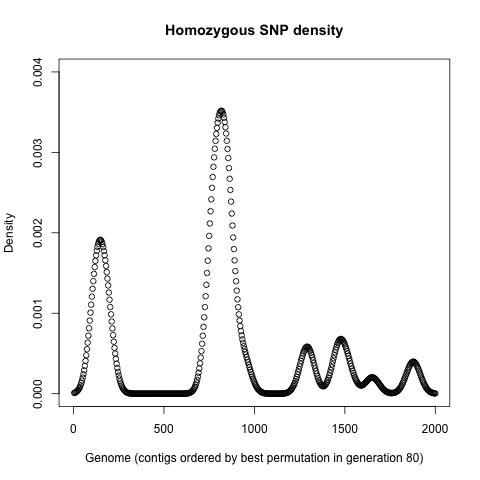 Homozygous SNP density
0.004
0.003
0.002
0.001
0.000
Density
0 500 1000 1500 2000
Genome (contigs ordered by best permutation in generation 80)